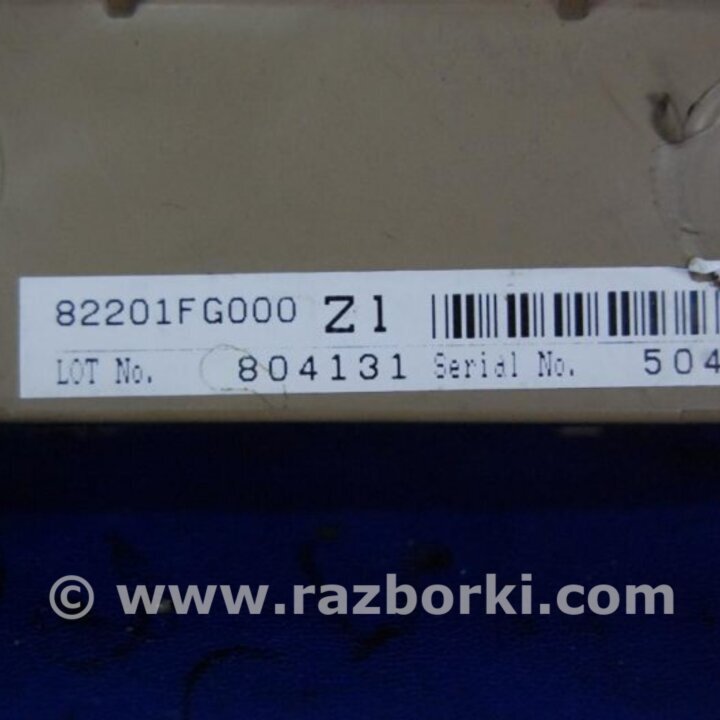 82201FG000 Z1
LOT No. 804131 Serial No. 504
© www.razborki.com